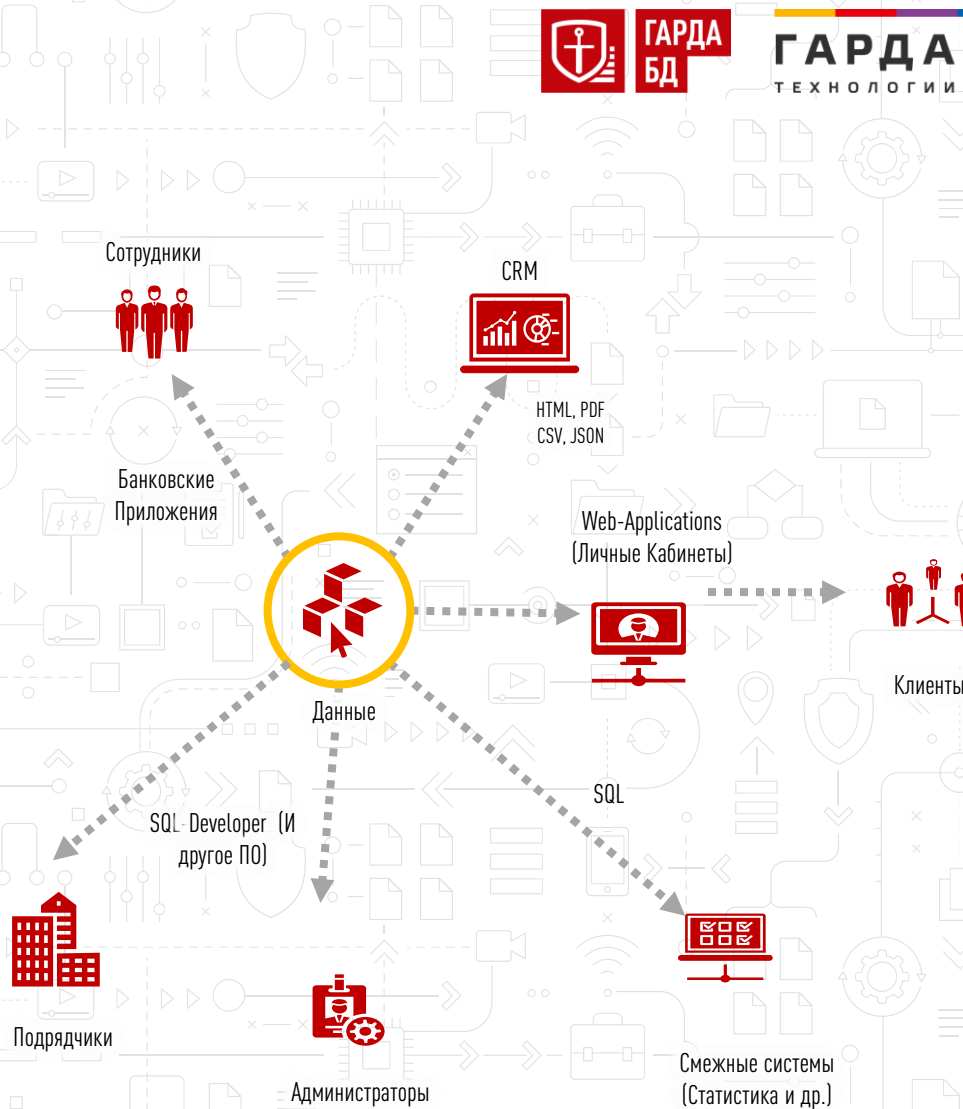 ГАРДА
БД
ГАРДА
ТЕХНОЛОГИИ
Сотрудники
CRM
HTML, PDF
CSV, JSON
Банковские
Приложения
Web-Applications
(Личные Кабинеты)
Клиенты
Данные
SQL
SQL Developer (И
другое ПО)
Подрядчики
Администраторы
Смежные системы
(Статистика и др.)